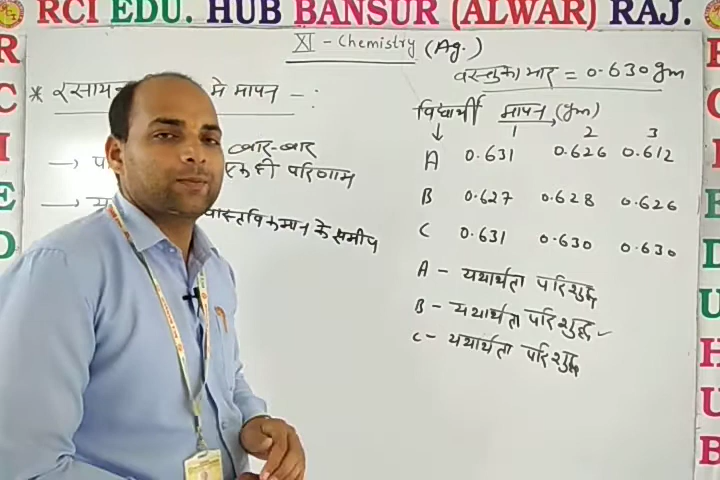 RCI EDU. HUB BANSUR (ALWAR) RAJ.
XI - Chemistry (Ag.)
वस्तु का भार = 0.630 gm
* रसायन में मापन - :
विद्यार्थी मापन (gm)
1 2 3
A 0.631 0.626 0.612
B 0.627 0.628 0.626
C 0.631 0.630 0.630
→ बार-बार
एक ही परिणाम
→ वास्तविक मान के समीप
A - यथार्थता परिशुद्ध
B - यथार्थता परिशुद्ध ✓
C - यथार्थता परिशुद्ध
R
C
I
E
D
E
D
U
H
U
B